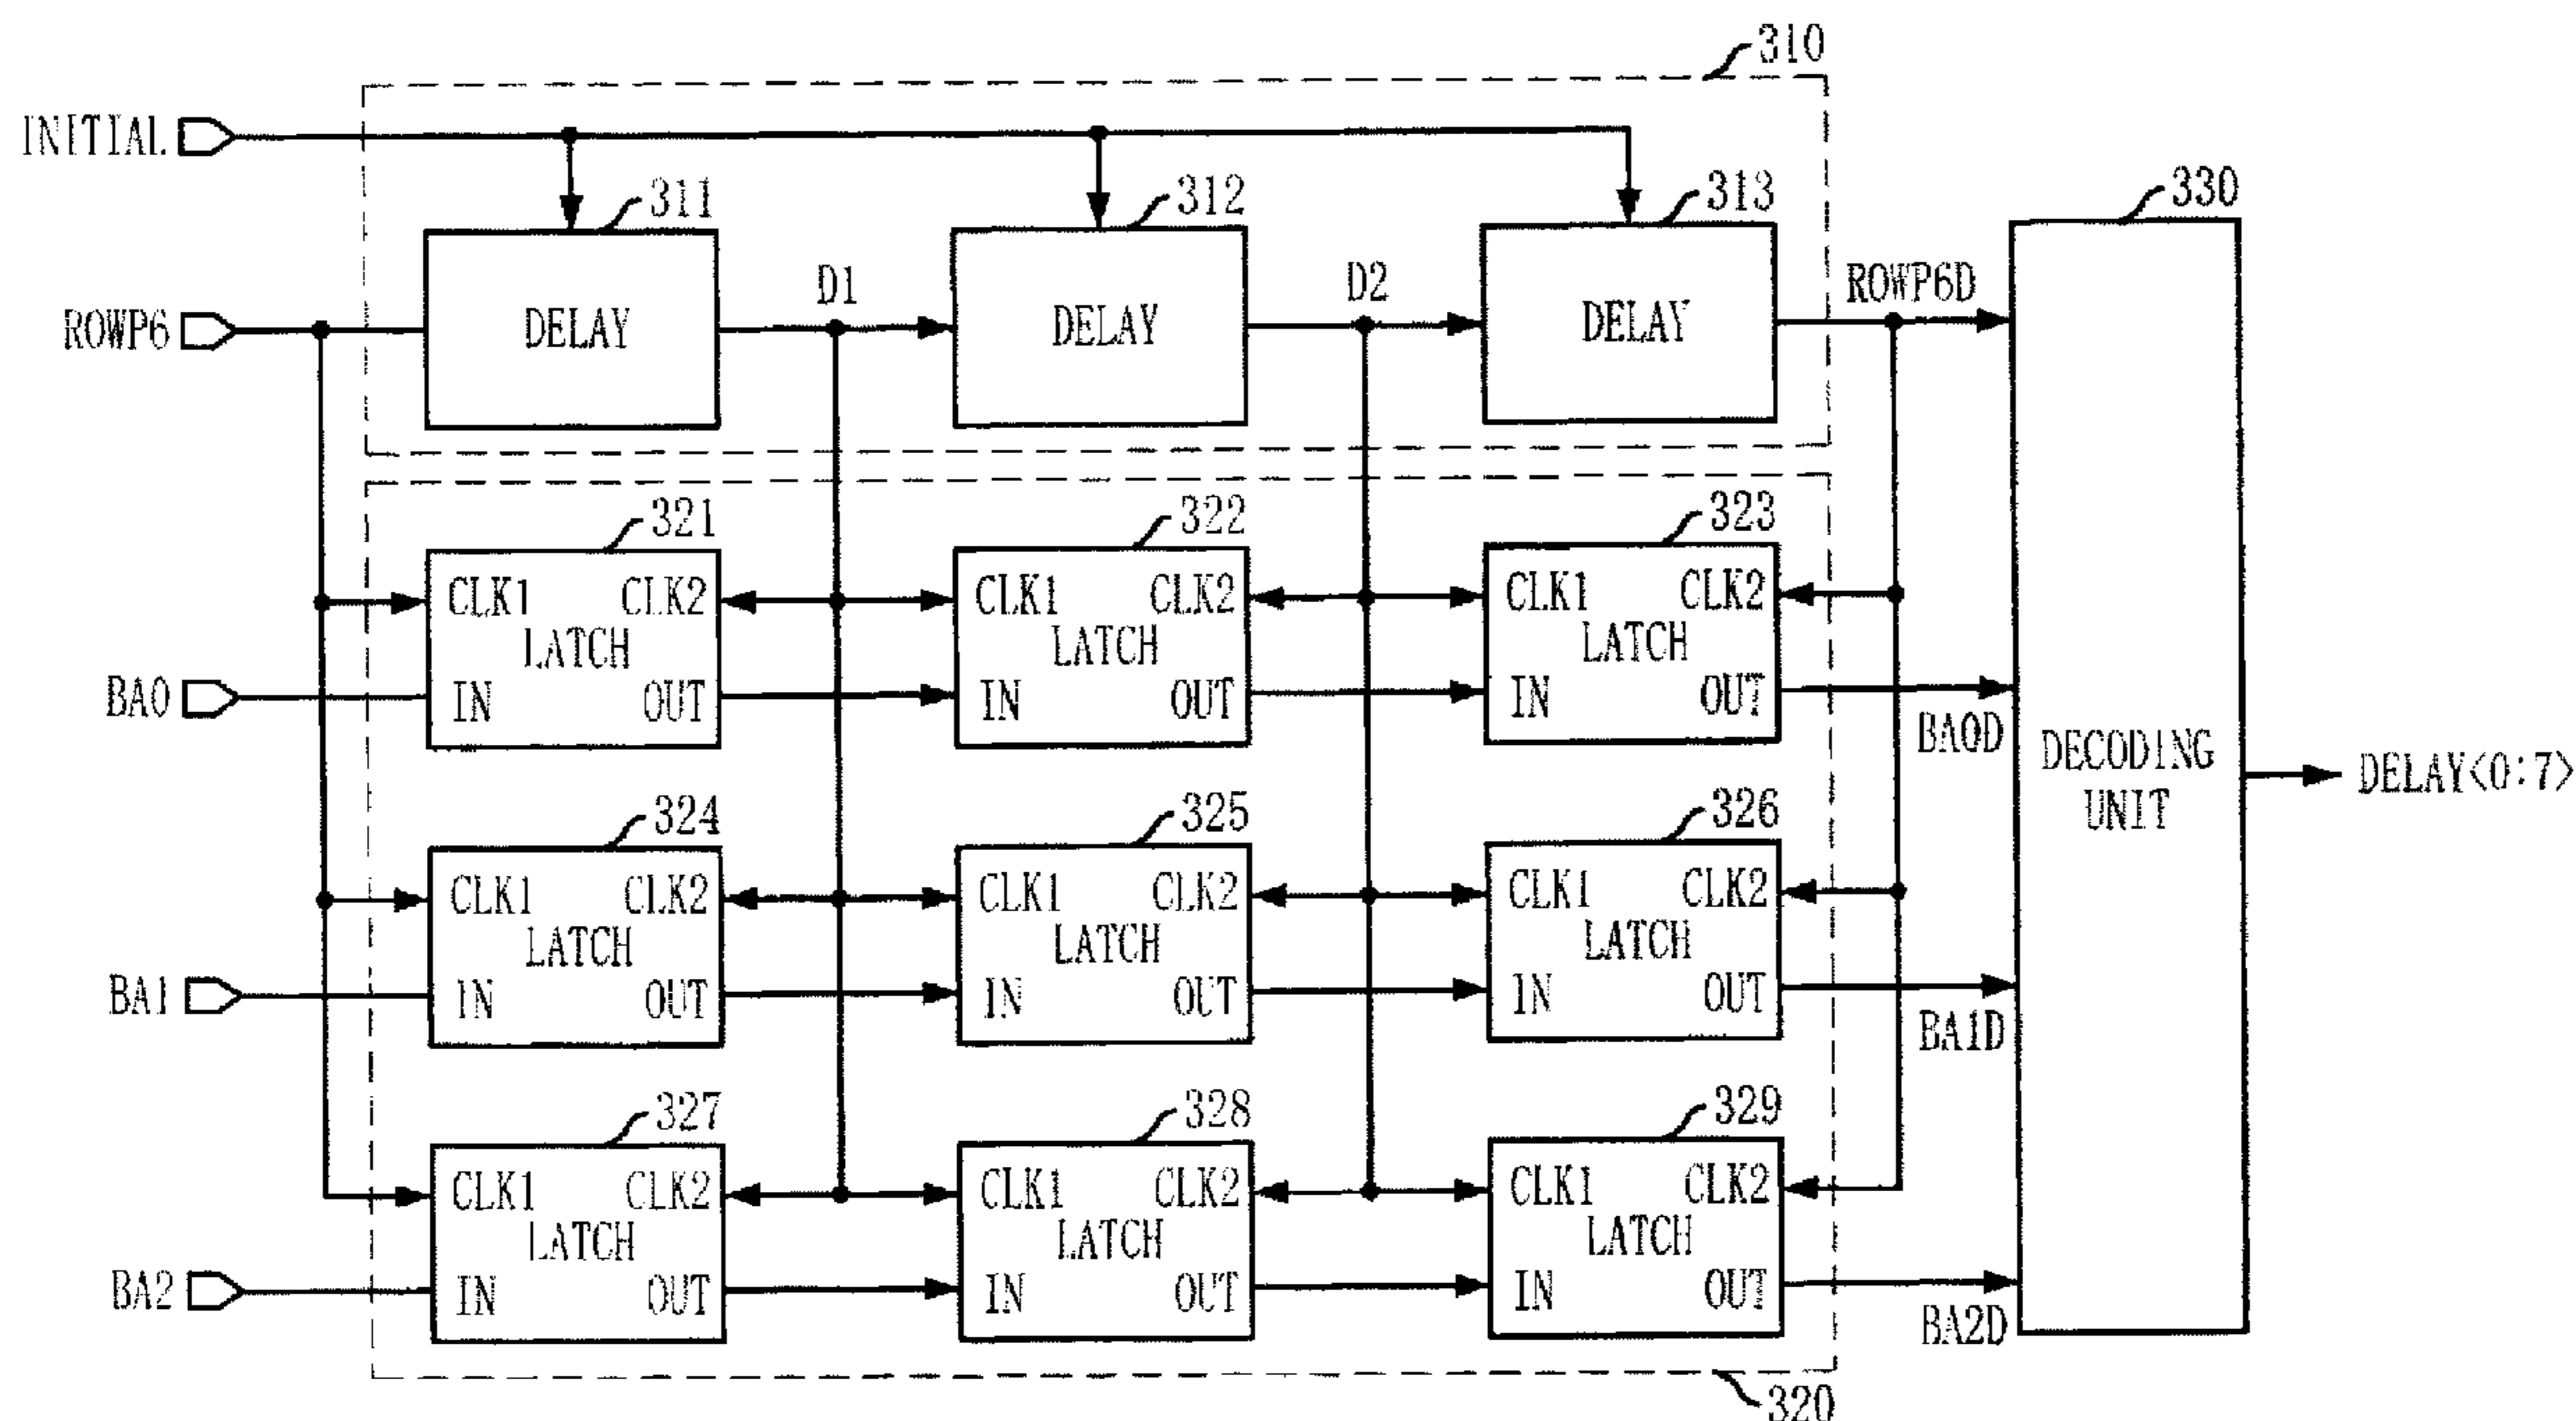 310
INITIAL
311
312
313
330
ROWP6
DELAY
D1
DELAY
D2
DELAY
ROWP6D
321
322
323
CLK1 CLK2
LATCH
IN OUT
CLK1 CLK2
LATCH
IN OUT
CLK1 CLK2
LATCH
IN OUT
BA0
BA0D
DECODING
UNIT
DELAY<0:7>
324
325
326
CLK1 CLK2
LATCH
IN OUT
CLK1 CLK2
LATCH
IN OUT
CLK1 CLK2
LATCH
IN OUT
BA1
BA1D
327
328
329
CLK1 CLK2
LATCH
IN OUT
CLK1 CLK2
LATCH
IN OUT
CLK1 CLK2
LATCH
IN OUT
BA2
BA2D
320